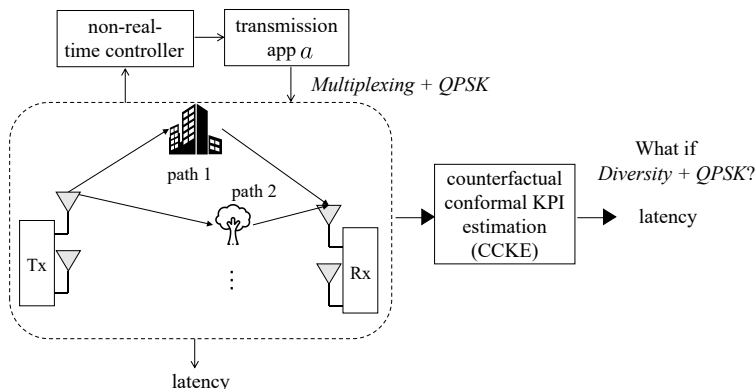 non-real-
time controller
transmission
app a
Multiplexing + QPSK
path 1
path 2
Tx
Rx
⋮
latency
counterfactual
conformal KPI
estimation
(CCKE)
What if
Diversity + QPSK?
latency